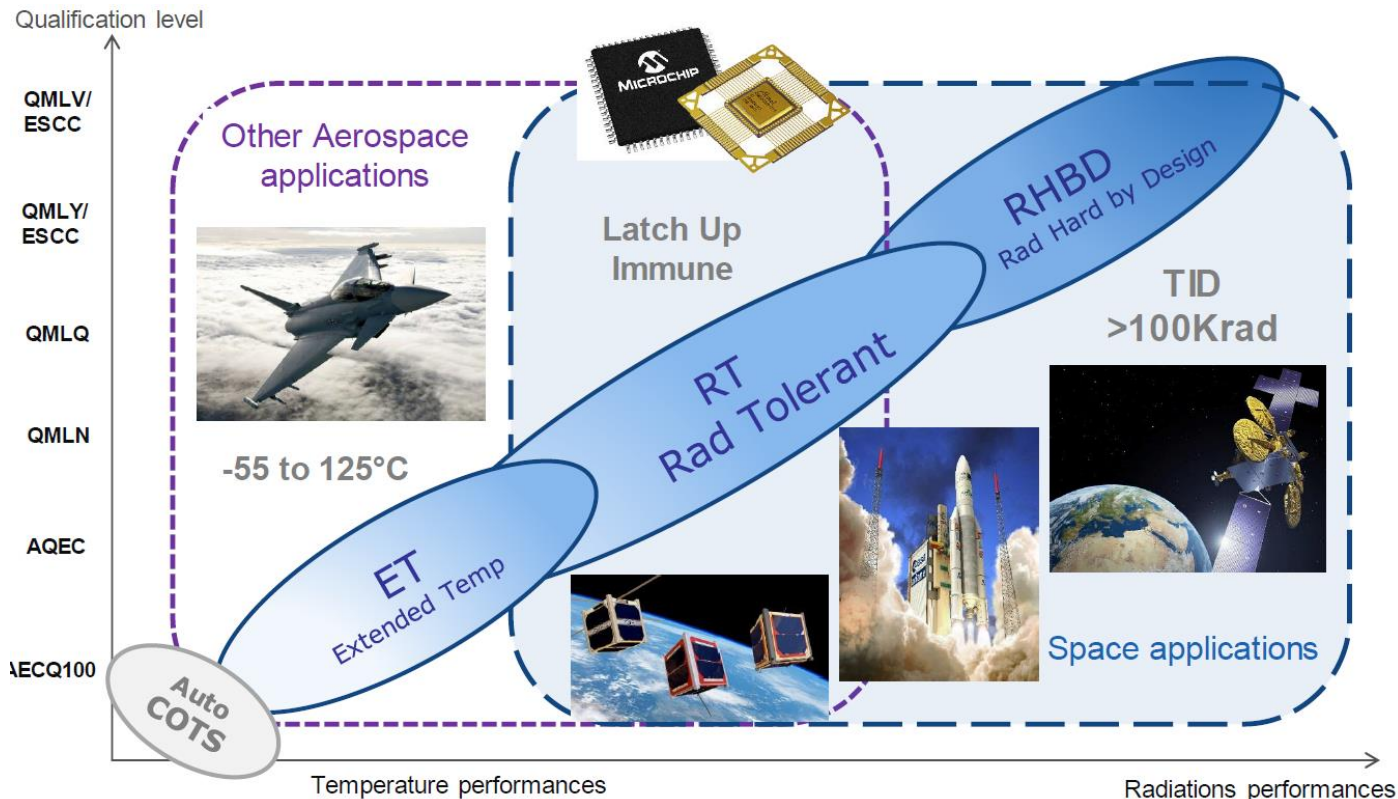 Qualification level
QMLV/
ESCC
QMLY/
ESCC
QMLQ
QMLN
AQEC
AECQ100
Other Aerospace
applications
MICROCHIP
Latch Up
Immune
RHBD
Rad Hard by Design
TID
>100Krad
RT
Rad Tolerant
-55 to 125°C
ET
Extended Temp
Space applications
Auto
COTS
Temperature performances
Radiations performances